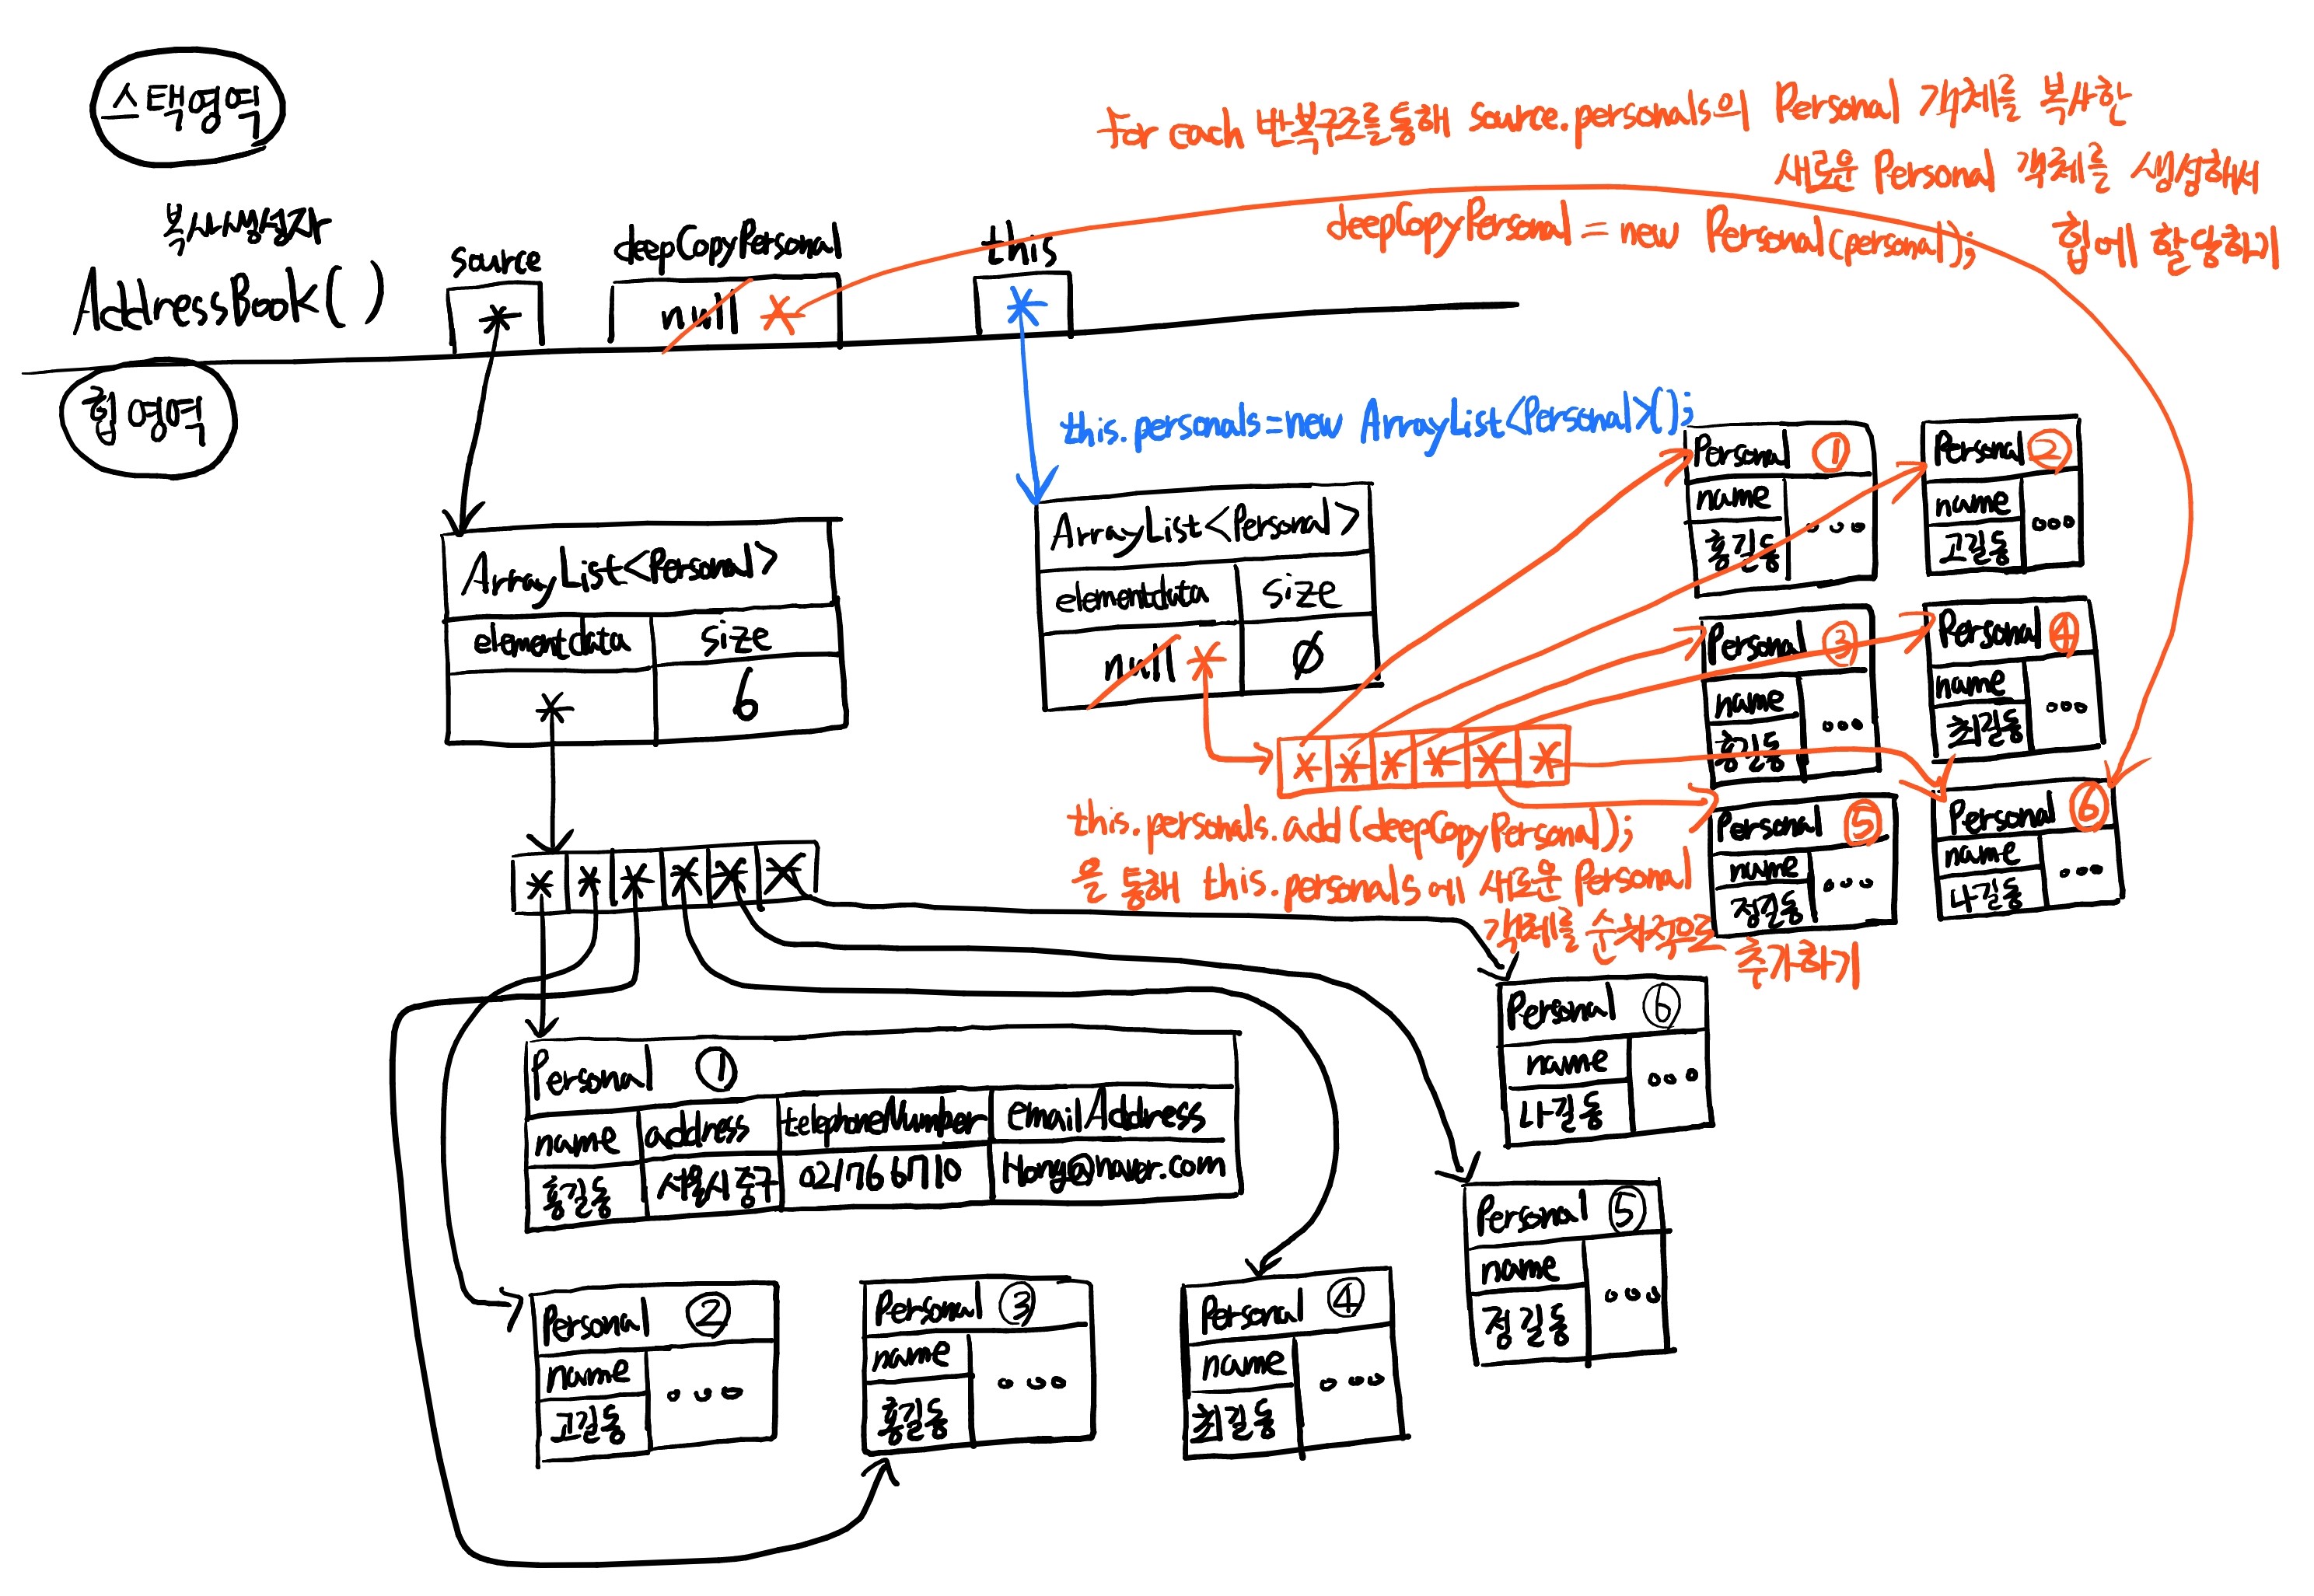 스택영역
for each 반복구조를통해 source.personals의 Personal 객체를 복사한
새로운 Personal 객체를 생성해서
힙에 할당하기
deepCopyPersonal = new Personal(personal);
복사생성자
AddressBook()
source
*
deepCopyPersonal
null *
this
*
힙 영역
this.personals=new ArrayList<Personal>();
ArrayList<Personal>
elementdata size
* 6
* * * * * *
ArrayList<Personal>
elementdata size
null * 0
* * * * * *
this.personals.add(deepCopyPersonal);
을 통해 this.personals에 새로운 Personal
객체를 순차적으로
추가하기
Personal ①
name
홍길동
...
Personal ②
name
고길동
...
Personal ③
name
홍길동
...
Personal ④
name
최길동
...
Personal ⑤
name
정길동
...
Personal ⑥
name
나길동
...
Personal ①
name address telephoneNumber emailAddress
홍길동 서울시중구 021766710 Hong@naver.com
Personal ②
name
고길동
...
Personal ③
name
홍길동
...
Personal ④
name
최길동
...
Personal ⑤
name
정길동
...
Personal ⑥
name
나길동
...